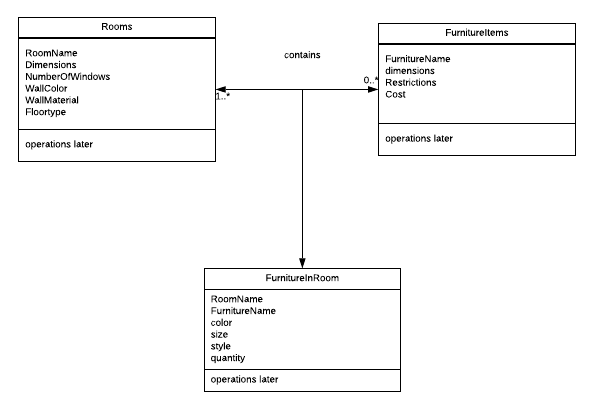 Rooms
RoomName
Dimensions
NumberOfWindows
WallColor
WallMaterial
Floortype
operations later
contains
1..*
0..*
FurnitureItems
FurnitureName
dimensions
Restrictions
Cost
operations later
FurnitureInRoom
RoomName
FurnitureName
color
size
style
quantity
operations later